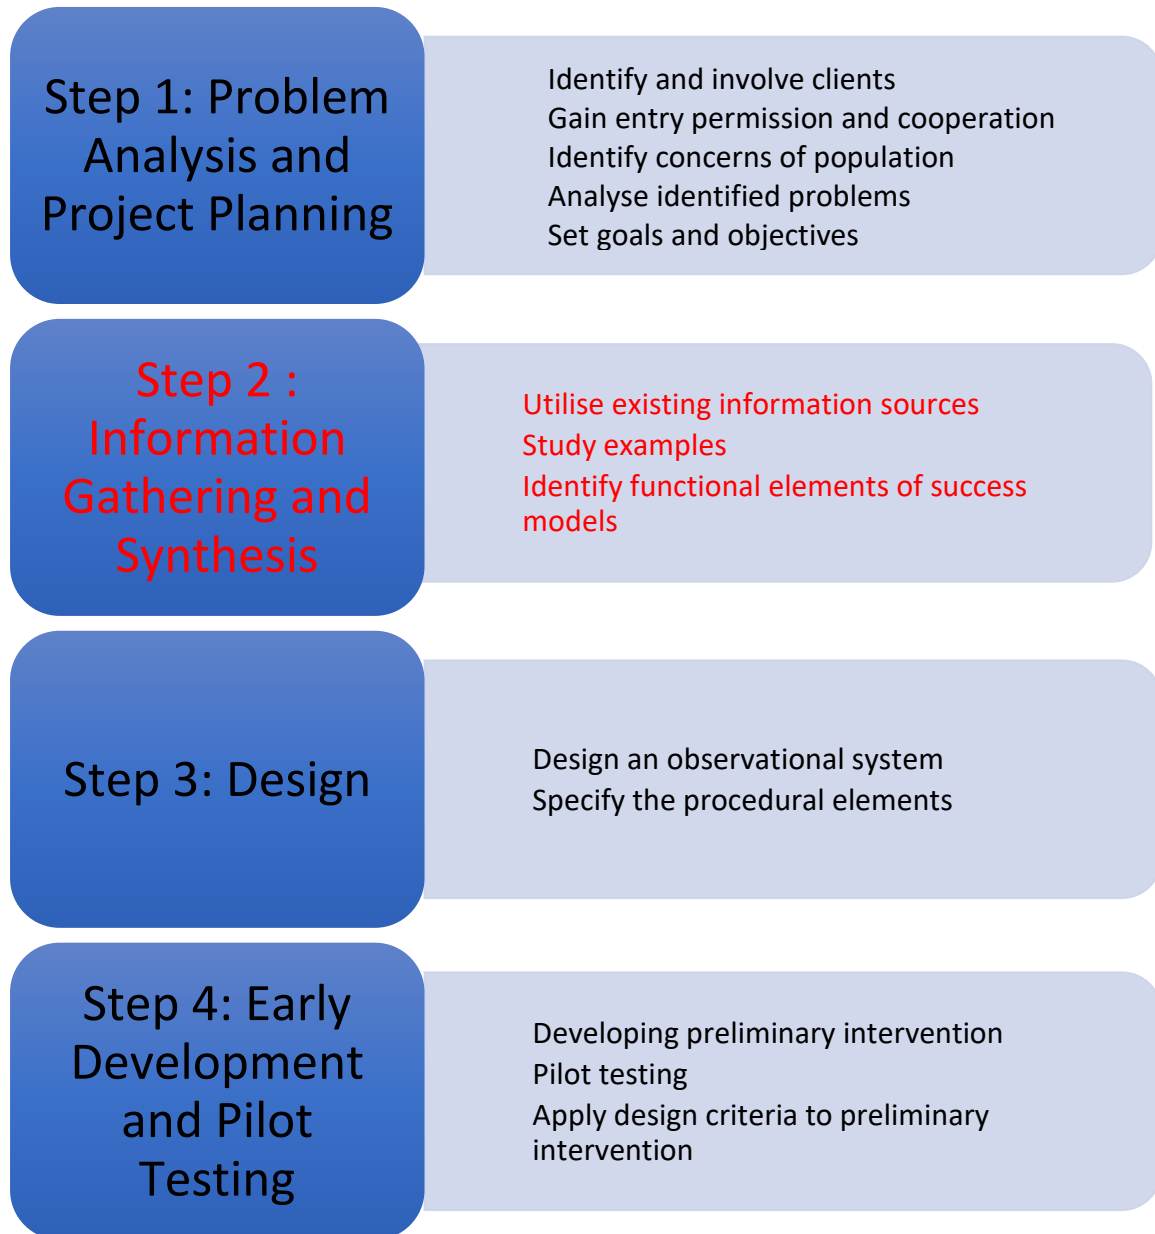 Step 1: Problem
Analysis and
Project Planning
Identify and involve clients
Gain entry permission and cooperation
Identify concerns of population
Analyse identified problems
Set goals and objectives
Step 2 :
Information
Gathering and
Synthesis
Utilise existing information sources
Study examples
Identify functional elements of success
models
Step 3: Design
Design an observational system
Specify the procedural elements
Step 4: Early
Development
and Pilot
Testing
Developing preliminary intervention
Pilot testing
Apply design criteria to preliminary
intervention